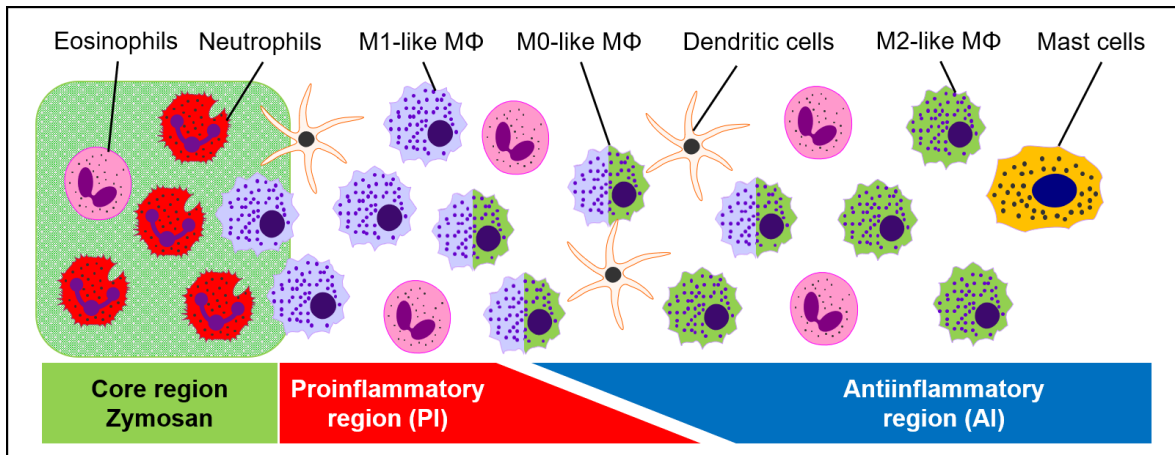 Eosinophils Neutrophils M1-like MΦ M0-like MΦ Dendritic cells M2-like MΦ Mast cells
Core region
Zymosan
Proinflammatory
region (PI)
Antiinflammatory
region (AI)